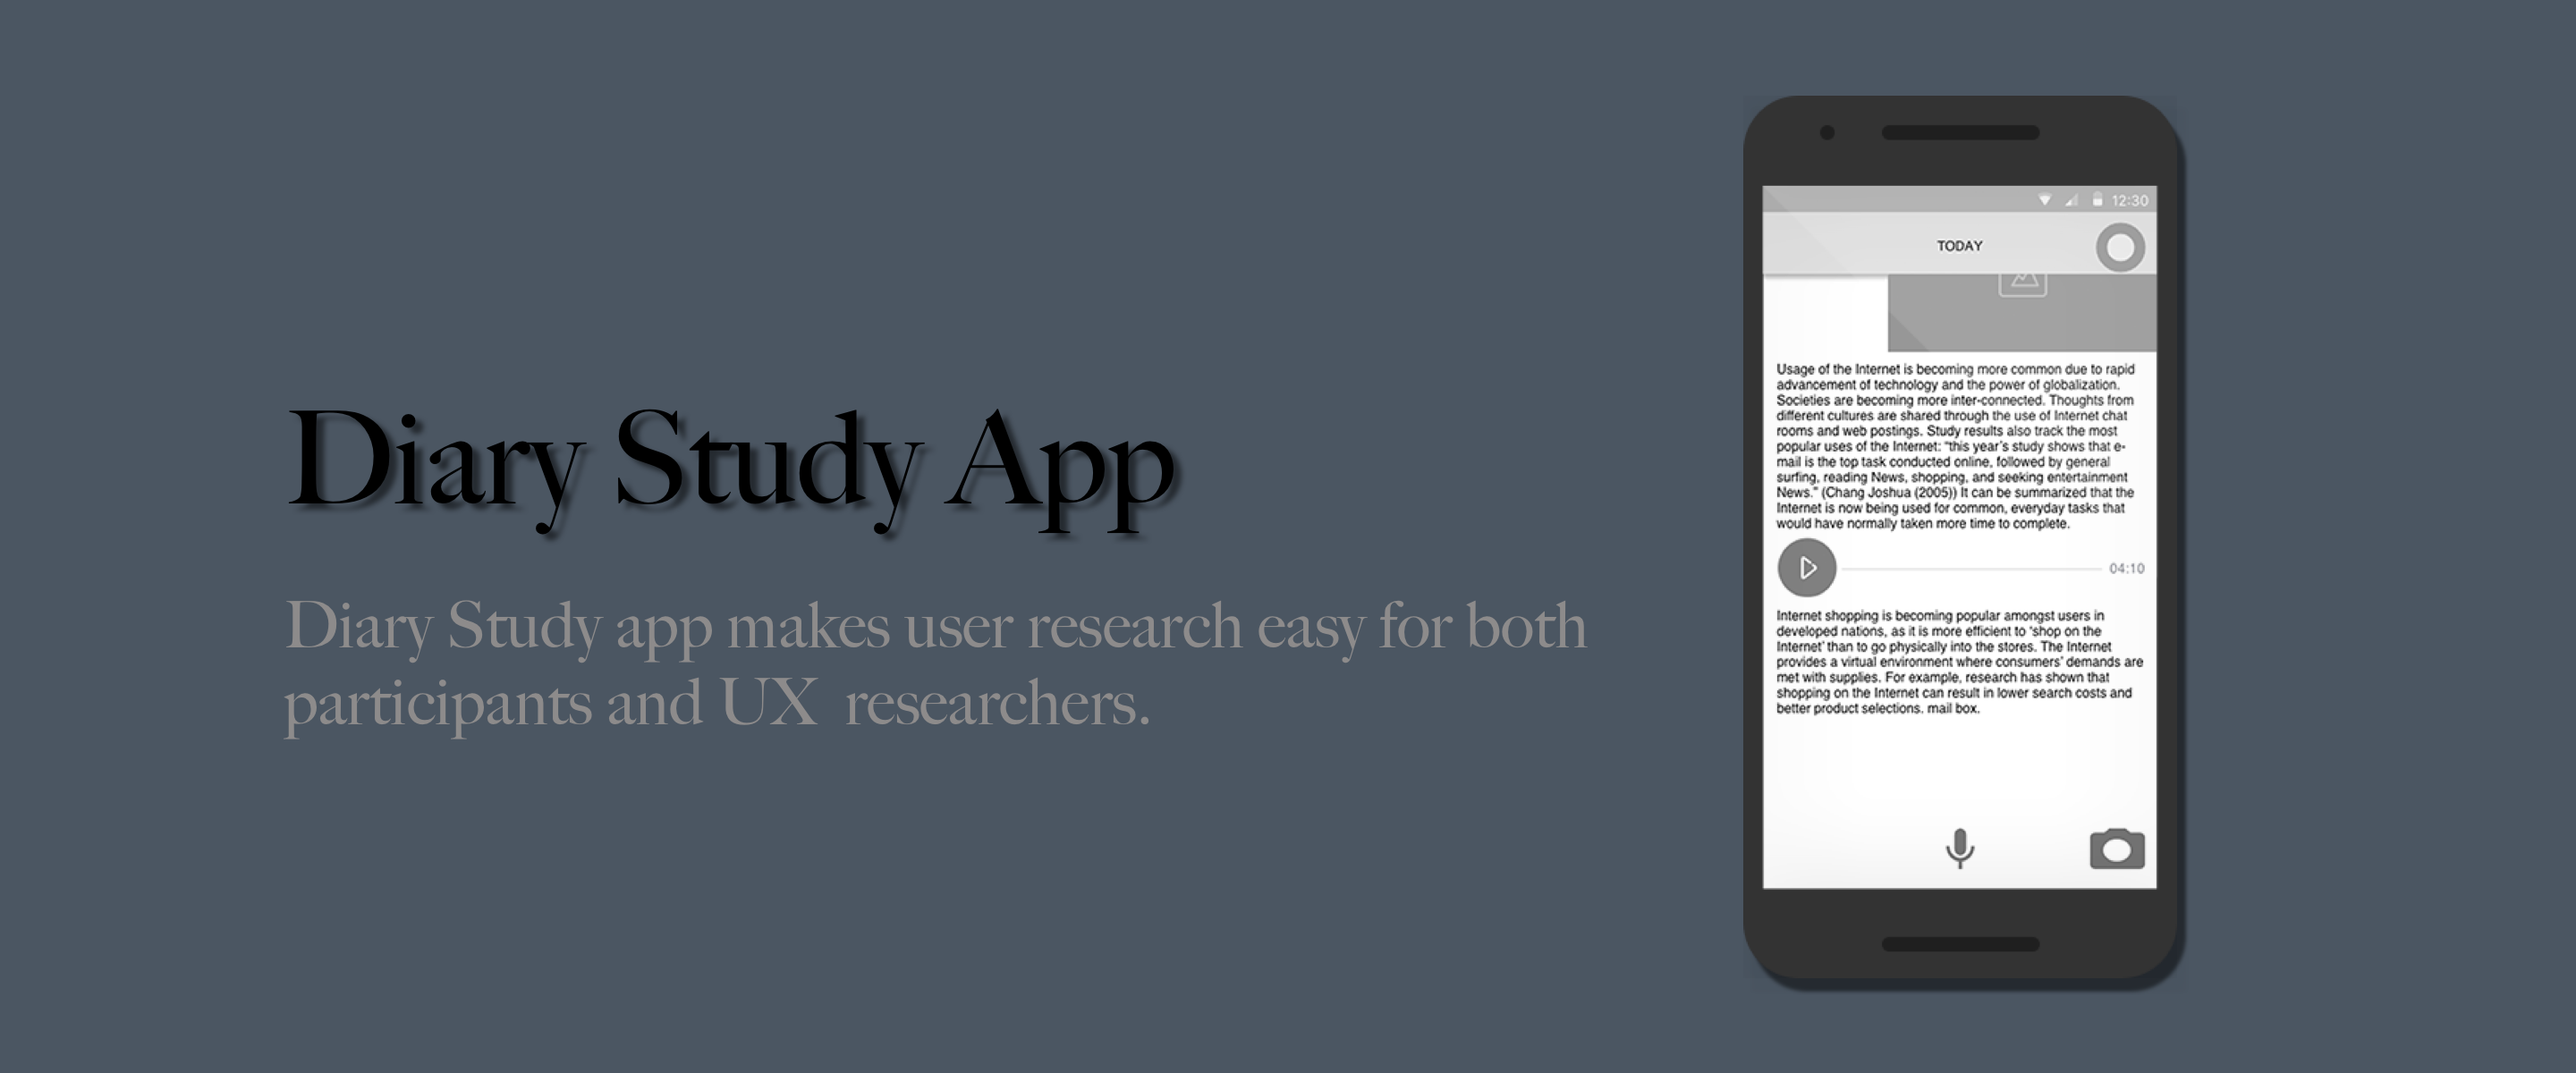 Diary Study App
Diary Study app makes user research easy for both
participants and UX  researchers.
12:30
TODAY
Usage of the Internet is becoming more common due to rapid
advancement of technology and the power of globalization.
Societies are becoming more inter-connected. Thoughts from
different cultures are shared through the use of Internet chat
rooms and web postings. Study results also track the most
popular uses of the Internet: “this year’s study shows that e-
mail is the top task conducted online, followed by general
surfing, reading News, shopping, and seeking entertainment
News.” (Chang Joshua (2005)) It can be summarized that the
Internet is now being used for common, everyday tasks that
would have normally taken more time to complete.
04:10
Internet shopping is becoming popular amongst users in
developed nations, as it is more efficient to ‘shop on the
Internet’ than to go physically into the stores. The Internet
provides a virtual environment where consumers’ demands are
met with supplies. For example, research has shown that
shopping on the Internet can result in lower search costs and
better product selections. mail box.